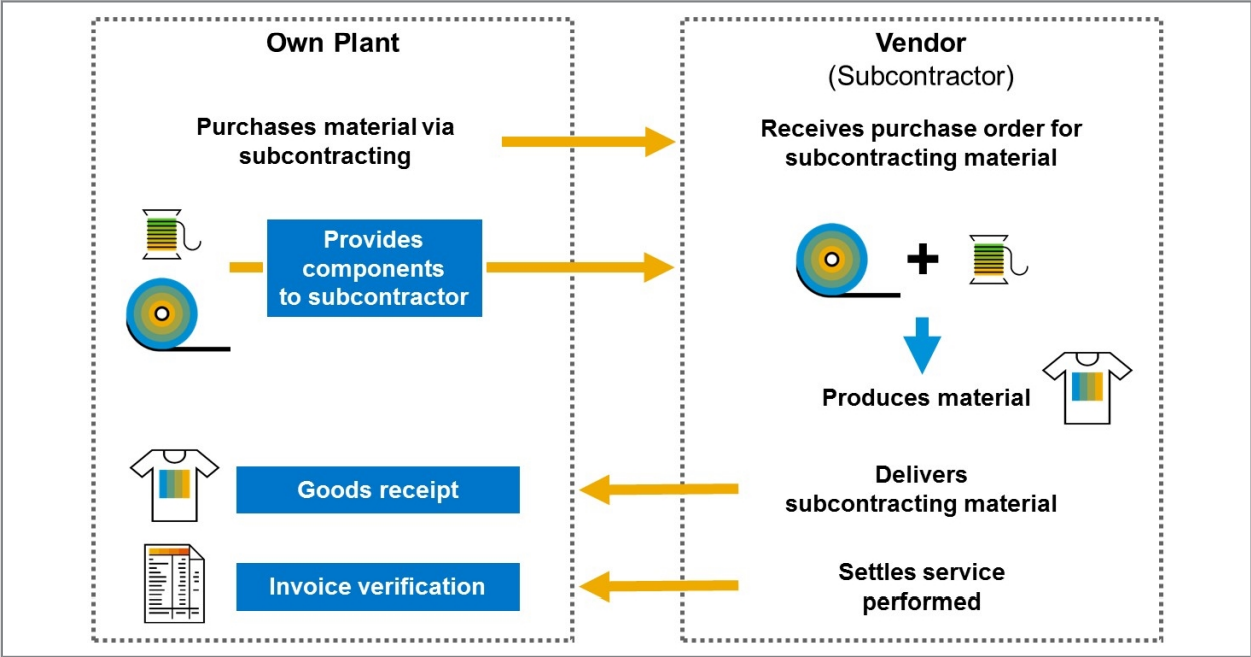 Own Plant
Vendor
(Subcontractor)
Purchases material via
subcontracting
Receives purchase order for
subcontracting material
Provides
components
to subcontractor
Produces material
Goods receipt
Delivers
subcontracting material
Invoice verification
Settles service
performed